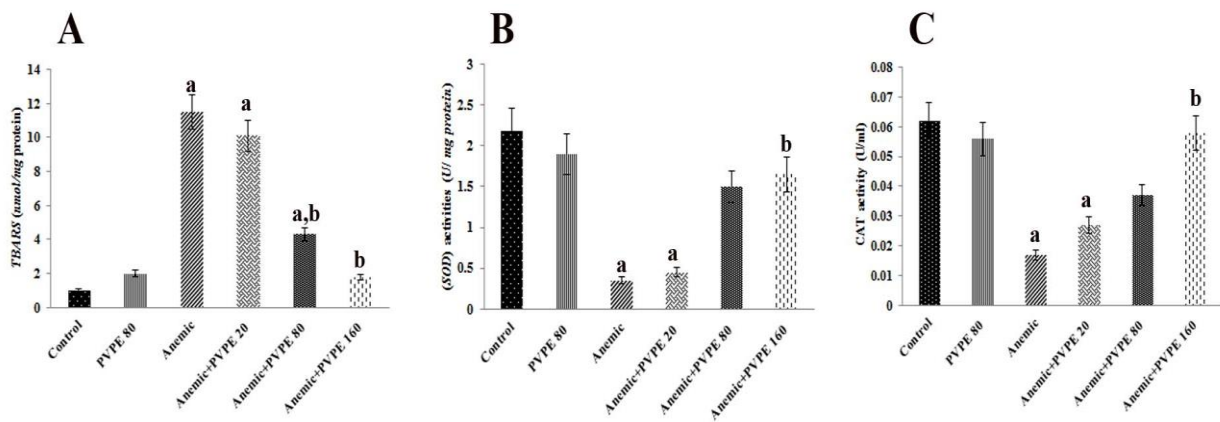 A
TBARS (nmol/mg protein)
14
12
10
8
6
4
2
0
a
a
a,b
b
Control
PVPE 80
Anemic
Anemic+PVPE 20
Anemic+PVPE 80
Anemic+PVPE 160
B
(SOD) activities (U/ mg protein)
3
2.5
2
1.5
1
0.5
0
a
a
b
Control
PVPE 80
Anemic
Anemic+PVPE 20
Anemic+PVPE 80
Anemic+PVPE 160
C
CAT activity (U/ml)
0.08
0.07
0.06
0.05
0.04
0.03
0.02
0.01
0
a
a
b
Control
PVPE 80
Anemic
Anemic+PVPE 20
Anemic+PVPE 80
Anemic+PVPE 160